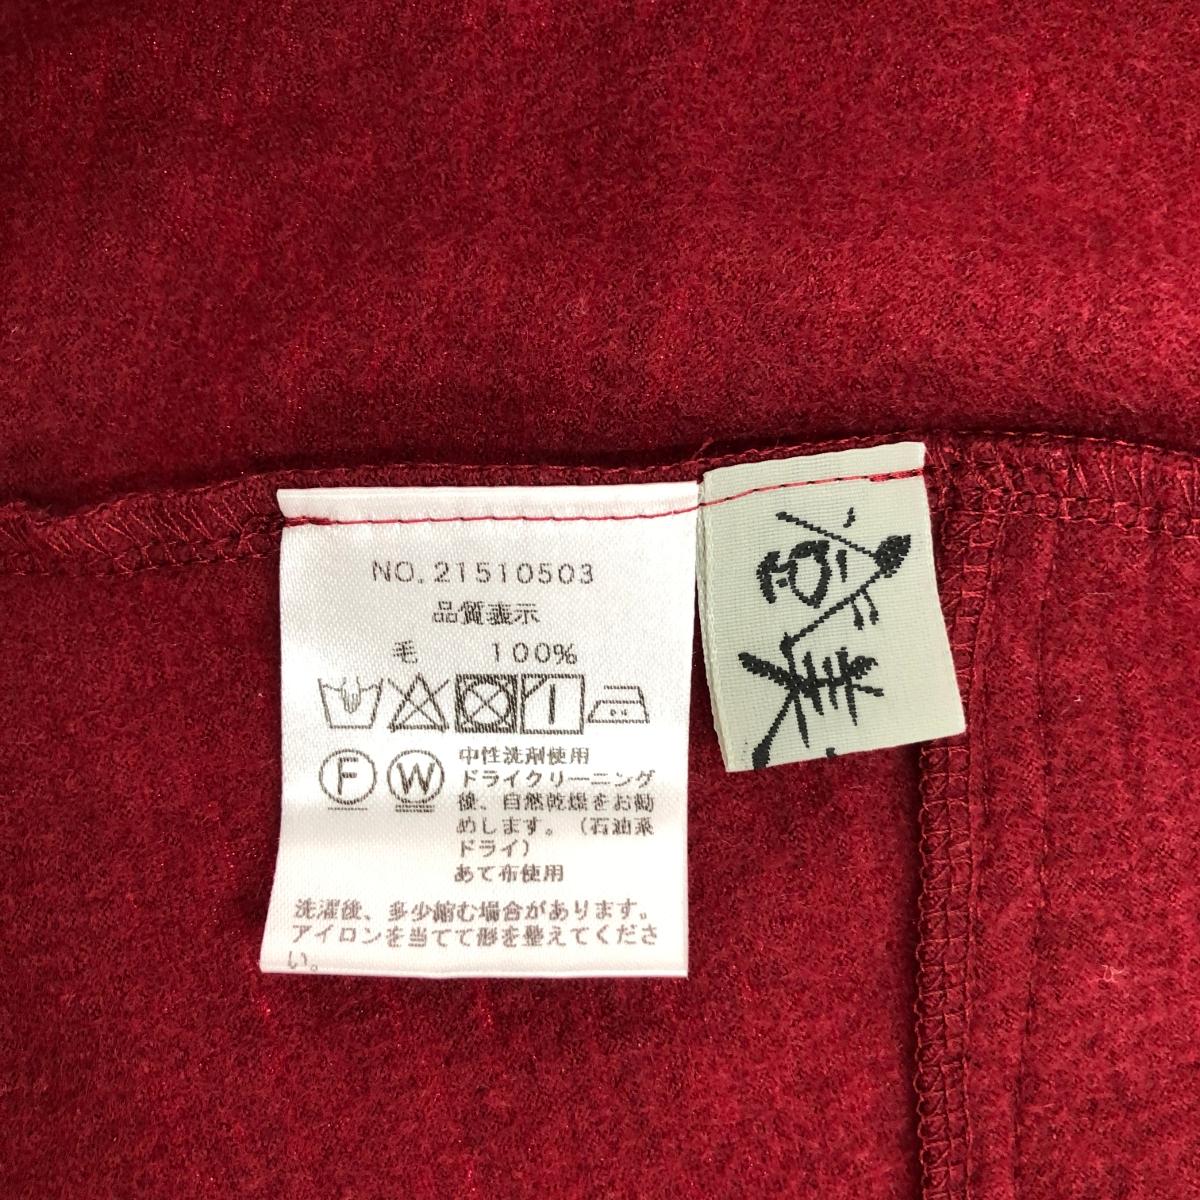 NO.21510503
品質表示
毛 100%
F W
中性洗剤使用
ドライクリーニング
後、自然乾燥をお勧
めします。(石油系
ドライ)
あて布使用
洗濯後、多少縮む場合があります。
アイロンを当てて形を整えてくださ
い。